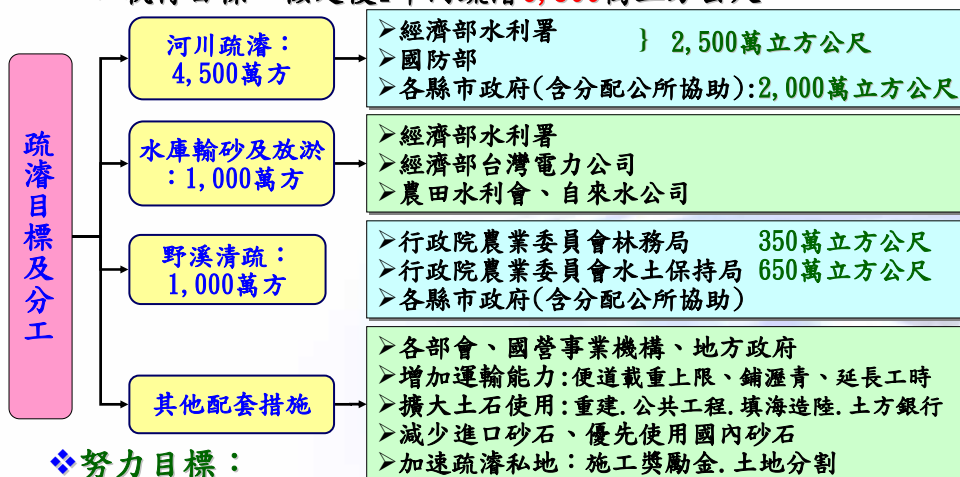 疏濬目標及分工
河川疏濬：
4,500萬方
➢經濟部水利署
➢國防部
} 2,500萬立方公尺
➢各縣市政府(含分配公所協助):2,000萬立方公尺
水庫輸砂及放淤
：1,000萬方
➢經濟部水利署
➢經濟部台灣電力公司
➢農田水利會、自來水公司
野溪清疏：
1,000萬方
➢行政院農業委員會林務局 350萬立方公尺
➢行政院農業委員會水土保持局 650萬立方公尺
➢各縣市政府(含分配公所協助)
其他配套措施
➢各部會、國營事業機構、地方政府
➢增加運輸能力:便道載重上限、鋪瀝青、延長工時
➢擴大土石使用:重建.公共工程.填海造陸.土方銀行
➢減少進口砂石、優先使用國內砂石
➢加速疏濬私地：施工獎勵金.土地分割
❖努力目標：